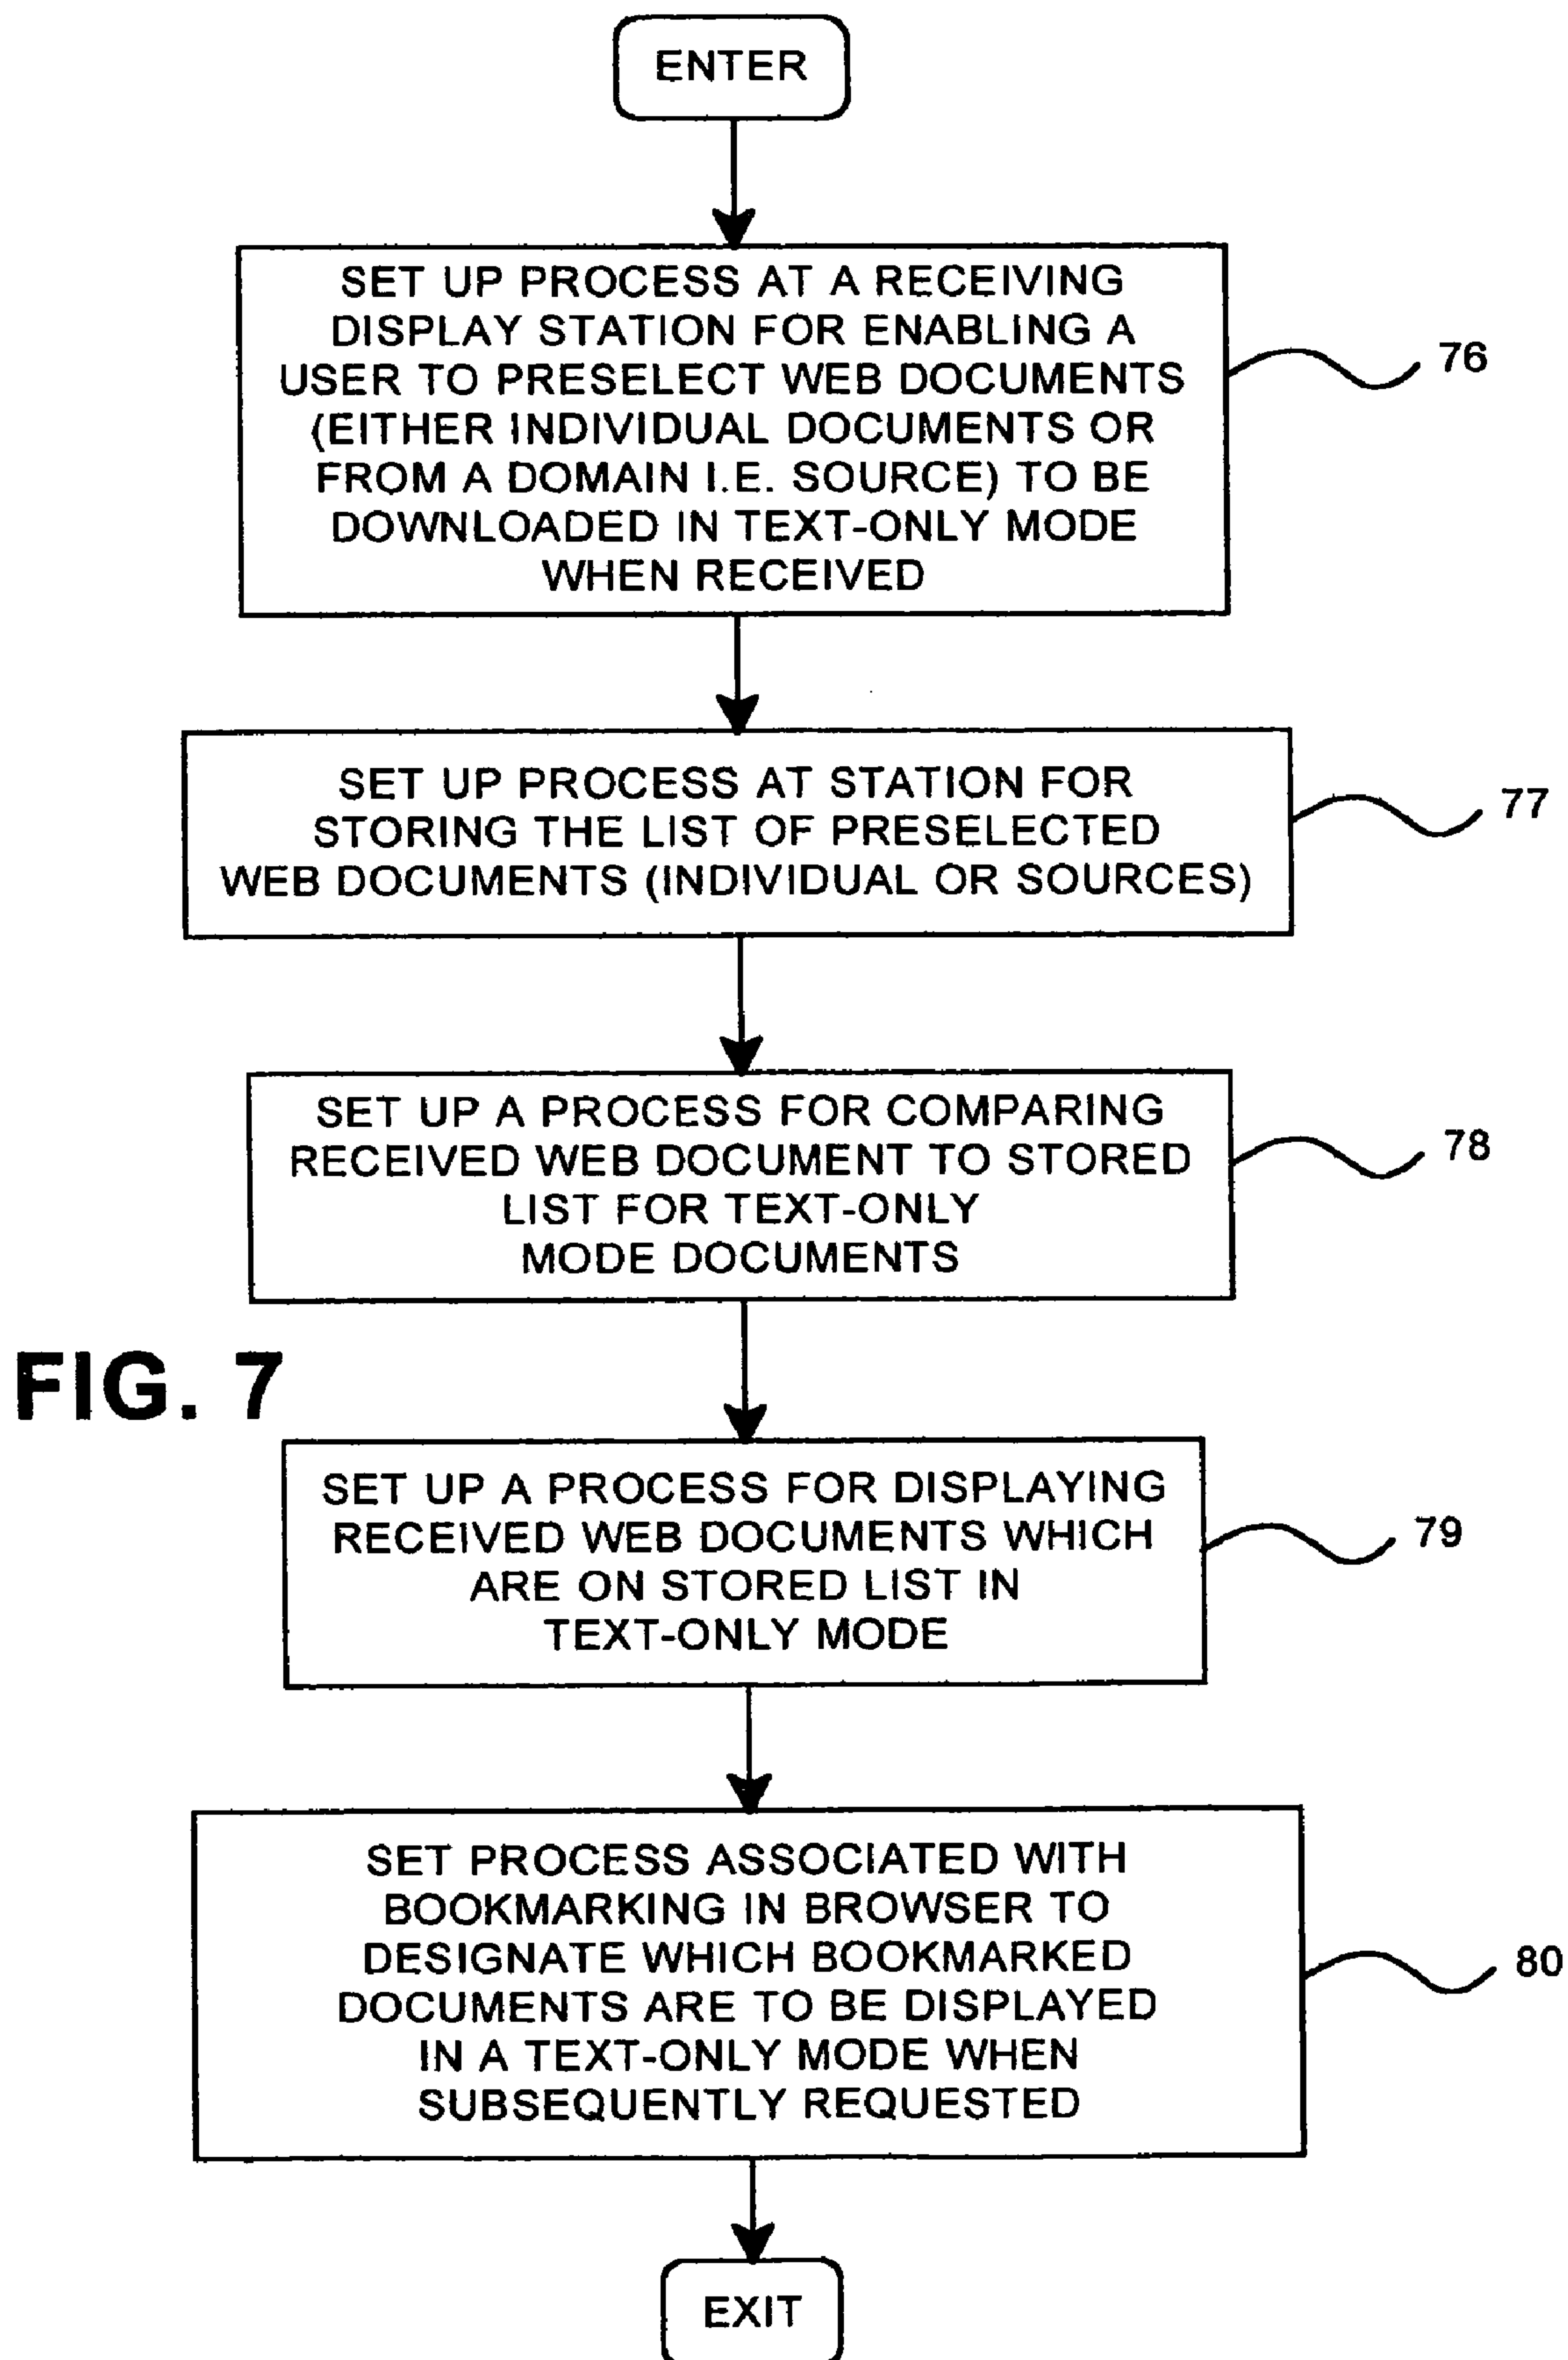 ENTER
SET UP PROCESS AT A RECEIVING
DISPLAY STATION FOR ENABLING A
USER TO PRESELECT WEB DOCUMENTS
(EITHER INDIVIDUAL DOCUMENTS OR
FROM A DOMAIN I.E. SOURCE) TO BE
DOWNLOADED IN TEXT-ONLY MODE
WHEN RECEIVED
76
SET UP PROCESS AT STATION FOR
STORING THE LIST OF PRESELECTED
WEB DOCUMENTS (INDIVIDUAL OR SOURCES)
77
SET UP A PROCESS FOR COMPARING
RECEIVED WEB DOCUMENT TO STORED
LIST FOR TEXT-ONLY
MODE DOCUMENTS
78
FIG. 7
SET UP A PROCESS FOR DISPLAYING
RECEIVED WEB DOCUMENTS WHICH
ARE ON STORED LIST IN
TEXT-ONLY MODE
79
SET PROCESS ASSOCIATED WITH
BOOKMARKING IN BROWSER TO
DESIGNATE WHICH BOOKMARKED
DOCUMENTS ARE TO BE DISPLAYED
IN A TEXT-ONLY MODE WHEN
SUBSEQUENTLY REQUESTED
80
EXIT